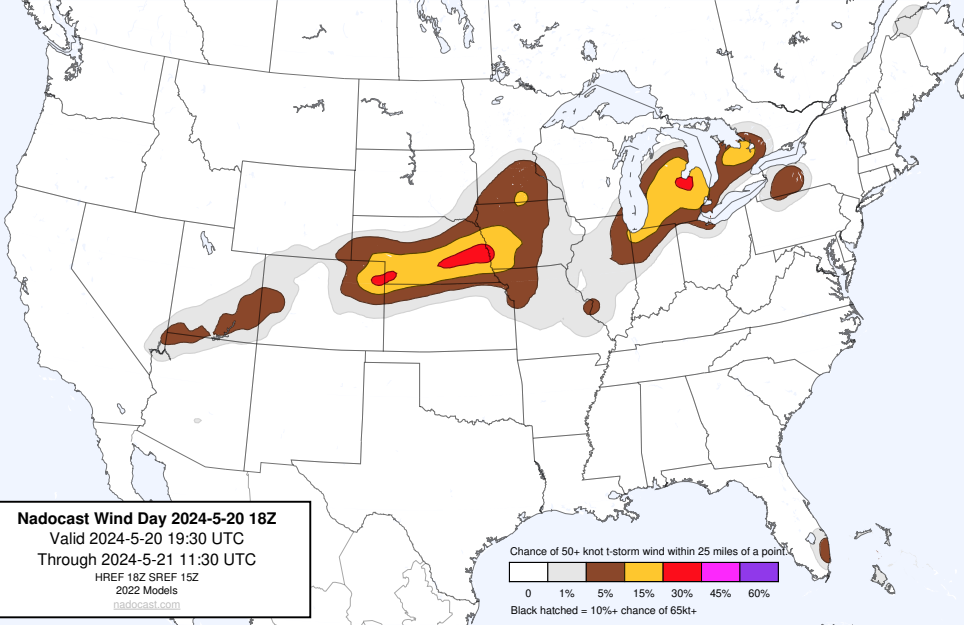 Nadocast Wind Day 2024-5-20 18Z
Valid 2024-5-20 19:30 UTC
Through 2024-5-21 11:30 UTC
HREF 18Z SREF 15Z
2022 Models
nadocast.com
Chance of 50+ knot t-storm wind within 25 miles of a point.
0 1% 5% 15% 30% 45% 60%
Black hatched = 10%+ chance of 65kt+